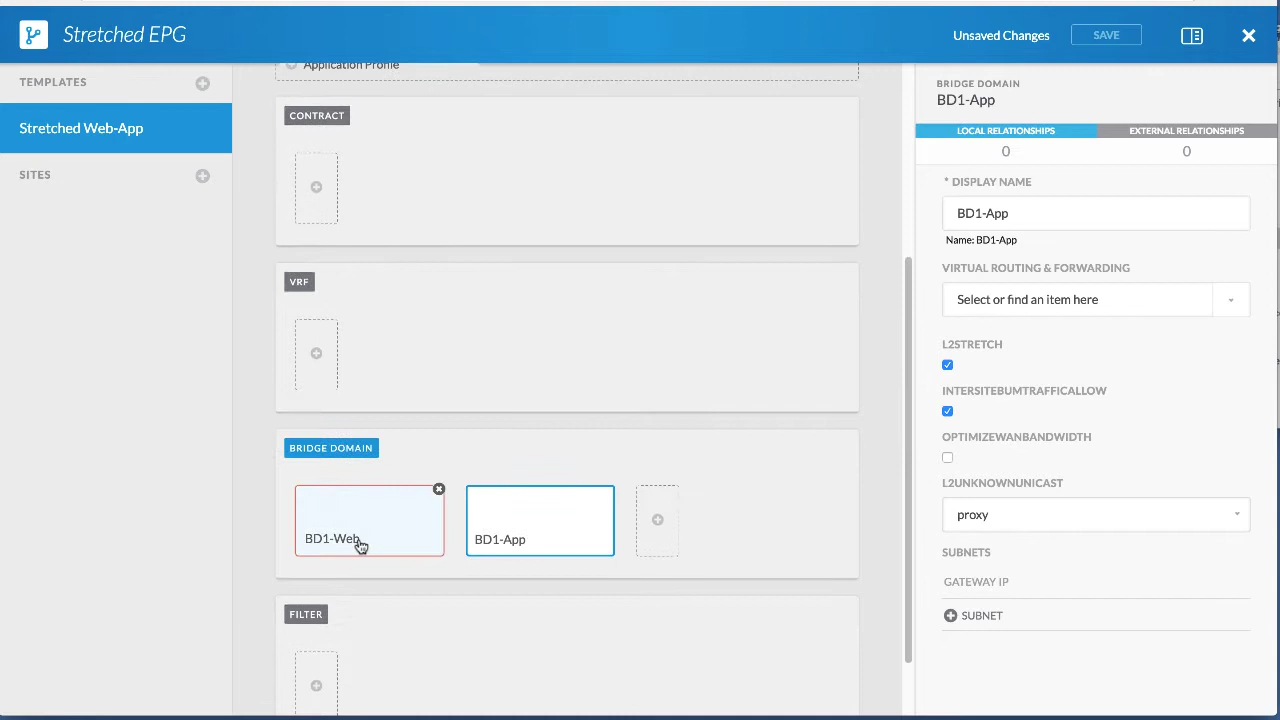 Stretched EPG
Unsaved Changes
SAVE
TEMPLATES
Stretched Web-App
SITES
Application Profile
CONTRACT
VRF
BRIDGE DOMAIN
BD1-Web
BD1-App
FILTER
BRIDGE DOMAIN
BD1-App
LOCAL RELATIONSHIPS
EXTERNAL RELATIONSHIPS
0
0
* DISPLAY NAME
BD1-App
Name: BD1-App
VIRTUAL ROUTING & FORWARDING
Select or find an item here
L2STRETCH
INTERSITEBUMTRAFFICALLOW
OPTIMIZEWANBANDWIDTH
L2UNKNOWNUNICAST
proxy
SUBNETS
GATEWAY IP
SUBNET